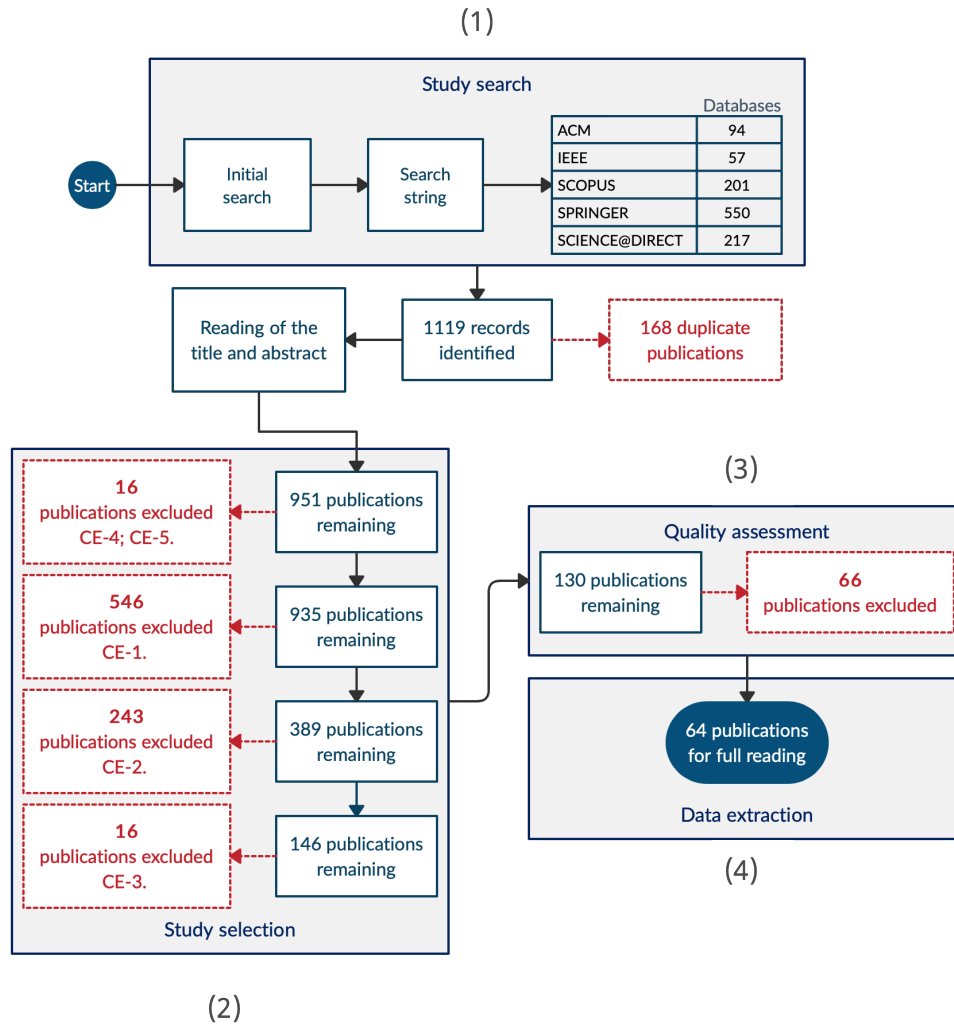 (1)
Study search
Databases
Start
Initial
search
Search
string
ACM 94
IEEE 57
SCOPUS 201
SPRINGER 550
SCIENCE@DIRECT 217
Reading of the
title and abstract
1119 records
identified
168 duplicate
publications
16
publications excluded
CE-4; CE-5.
951 publications
remaining
546
publications excluded
CE-1.
935 publications
remaining
243
publications excluded
CE-2.
389 publications
remaining
16
publications excluded
CE-3.
146 publications
remaining
Study selection
(2)
(3)
Quality assessment
130 publications
remaining
66
publications excluded
64 publications
for full reading
Data extraction
(4)